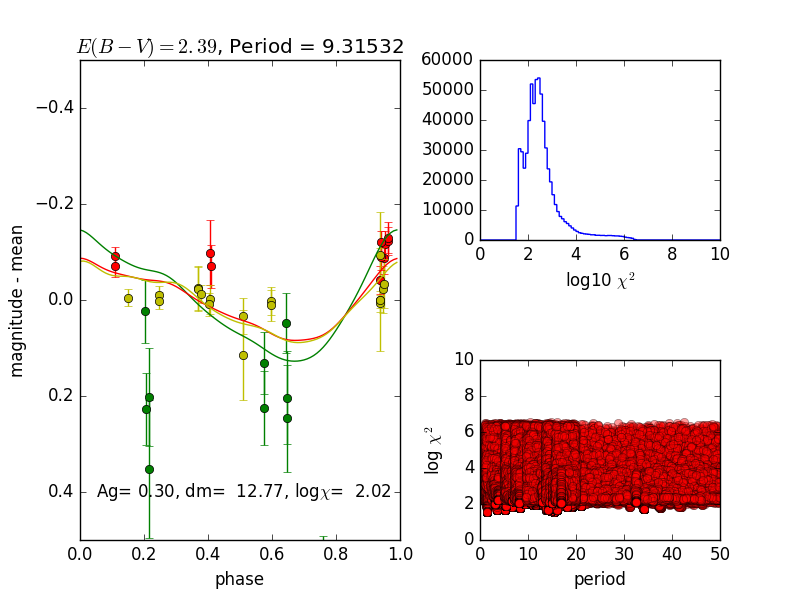 E(B − V) = 2.39, Period = 9.31532
magnitude - mean
−0.4
−0.2
0.0
0.2
0.4
Ag= 0.30, dm= 12.77, logχ= 2.02
0.0 0.2 0.4 0.6 0.8 1.0
phase
60000
50000
40000
30000
20000
10000
0
0 2 4 6 8 10
log10 χ²
log χ²
10
8
6
4
2
0
0 10 20 30 40 50
period